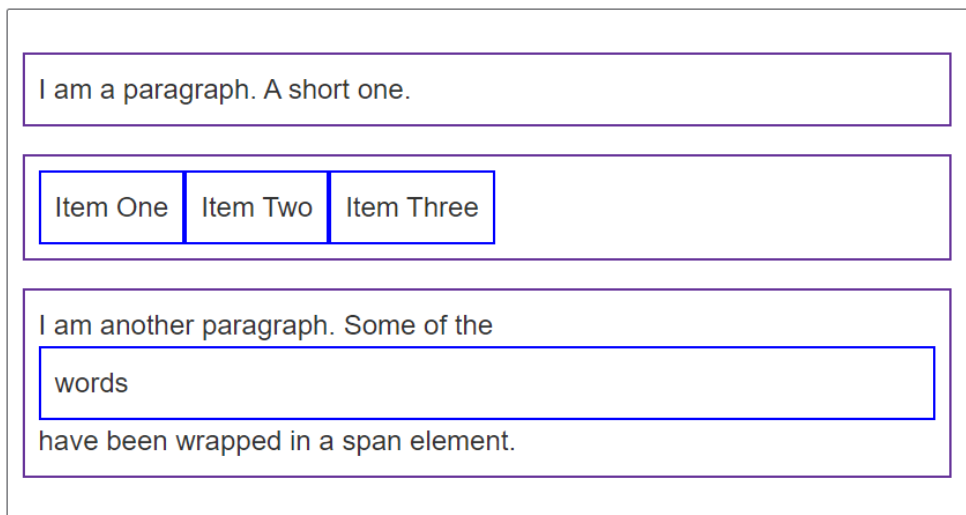 I am a paragraph. A short one.
Item One Item Two Item Three
I am another paragraph. Some of the
words
have been wrapped in a span element.